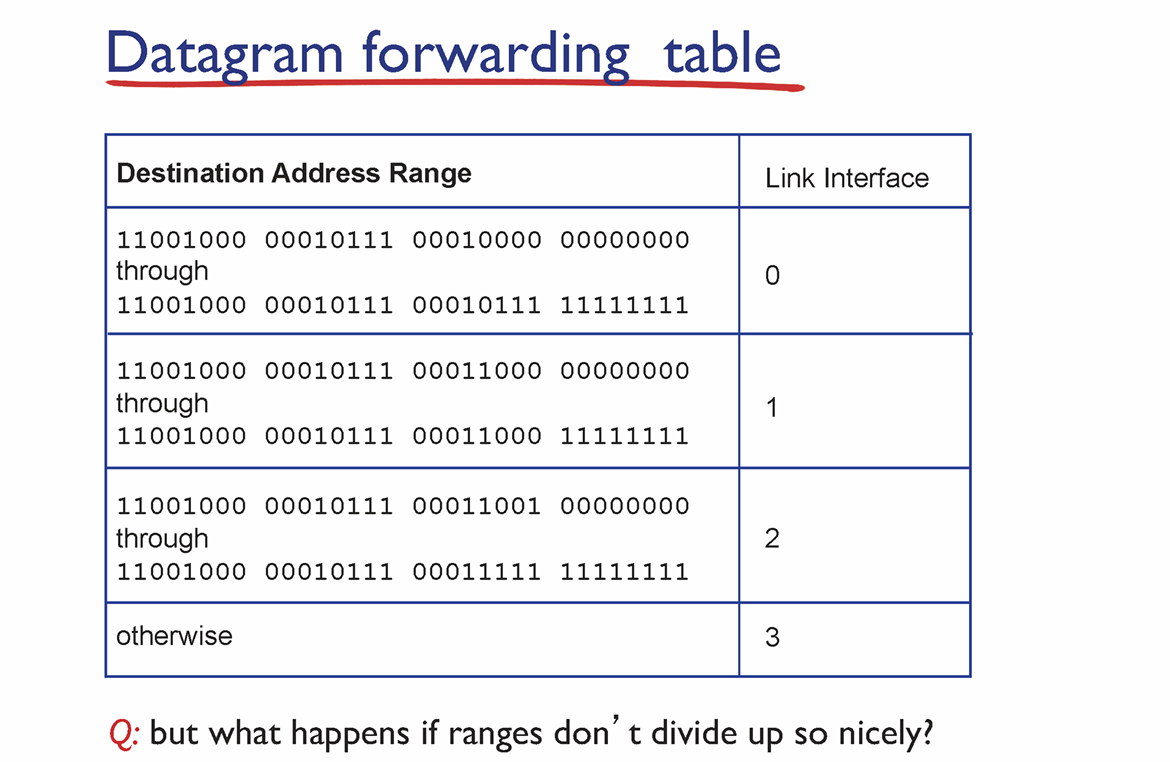 Datagram forwarding table
Destination Address Range
Link Interface
11001000 00010111 00010000 00000000
through
11001000 00010111 00010111 11111111
0
11001000 00010111 00011000 00000000
through
11001000 00010111 00011000 11111111
1
11001000 00010111 00011001 00000000
through
11001000 00010111 00011111 11111111
2
otherwise
3
Q: but what happens if ranges don’t divide up so nicely?